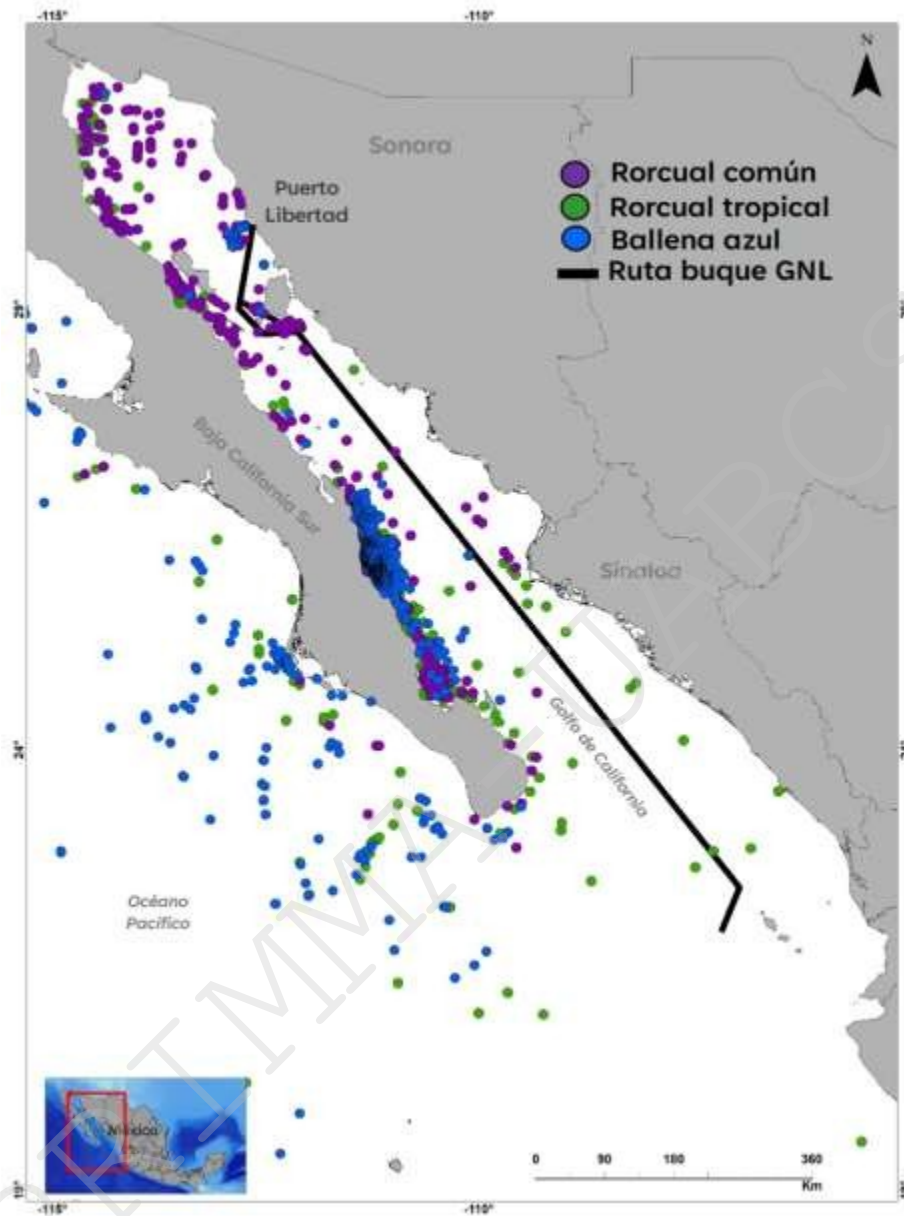 -115°
-110°
N
Sonora
Puerto
Libertad
Rorcual común
Rorcual tropical
Ballena azul
Ruta buque GNL
29°
Baja California Sur
Sinaloa
Golfo de California
24°
Océano
Pacífico
México
0 90 180 360
Km
19°
-115°
-110°